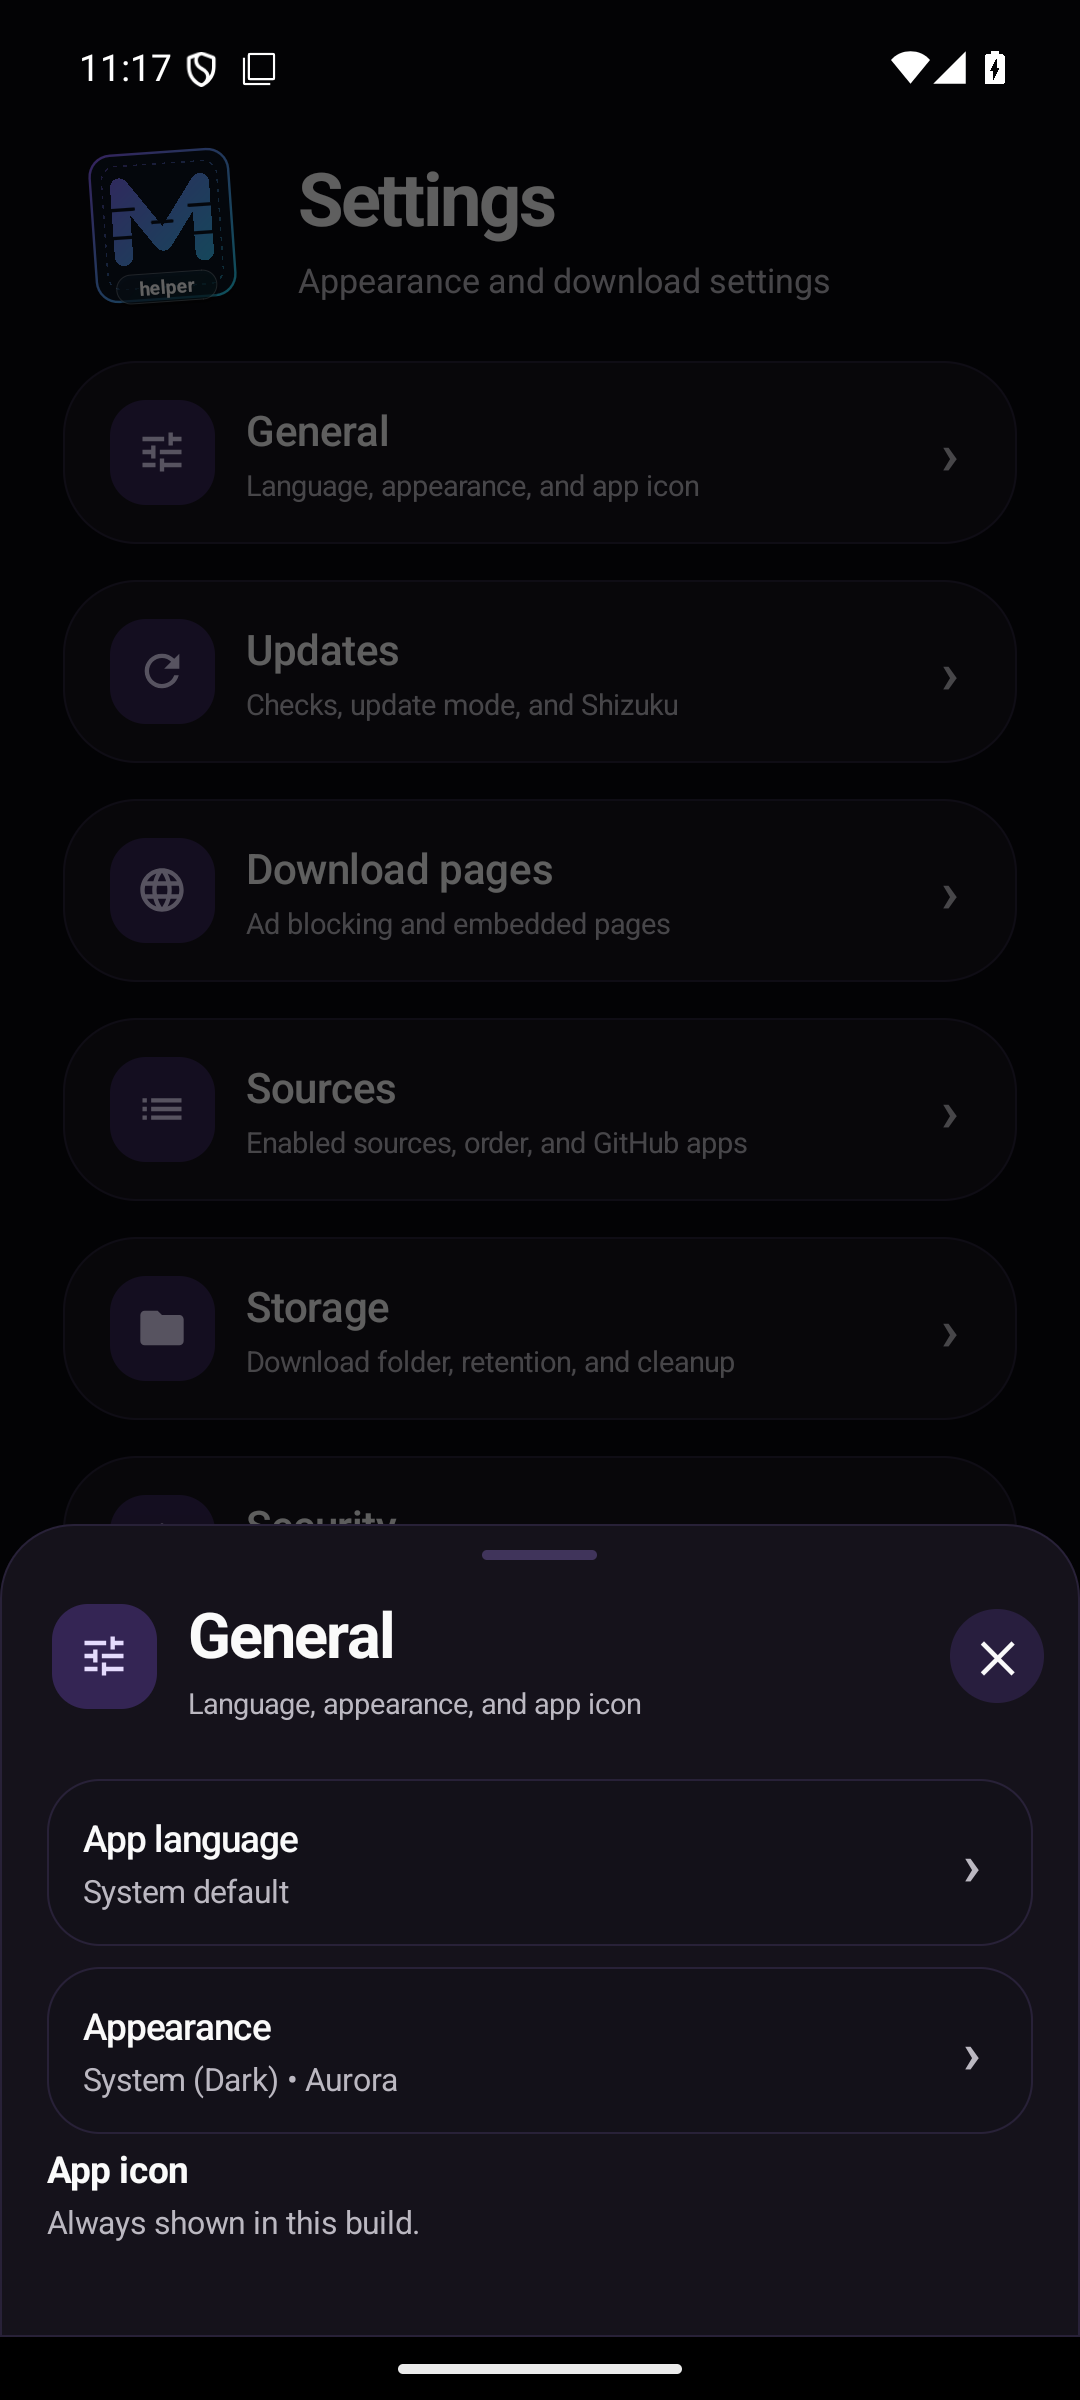 11:17
helper
Settings
Appearance and download settings
General
Language, appearance, and app icon
Updates
Checks, update mode, and Shizuku
Download pages
Ad blocking and embedded pages
Sources
Enabled sources, order, and GitHub apps
Storage
Download folder, retention, and cleanup
Security
General
Language, appearance, and app icon
App language
System default
Appearance
System (Dark) • Aurora
App icon
Always shown in this build.